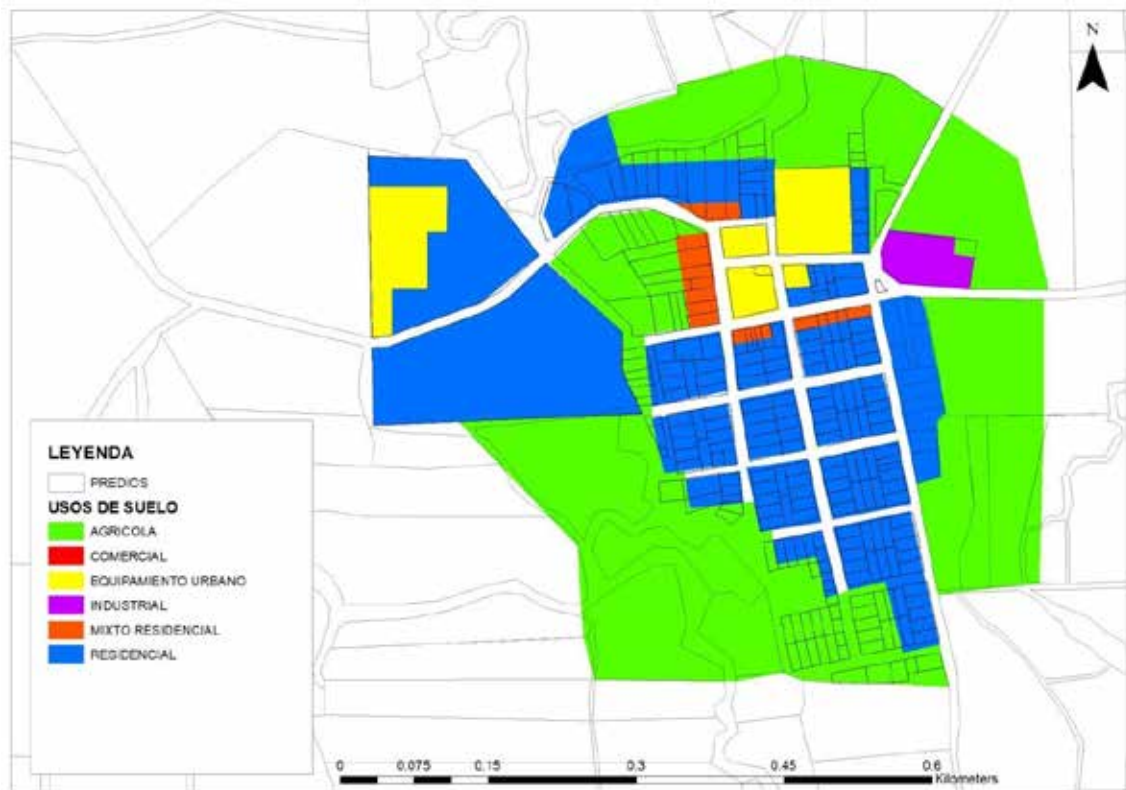 N
LEYENDA
PREDIOS
USOS DE SUELO
AGRICOLA
COMERCIAL
EQUIPAMIENTO URBANO
INDUSTRIAL
MIXTO RESIDENCIAL
RESIDENCIAL
0 0.075 0.15 0.3 0.45 0.6
Kilometers